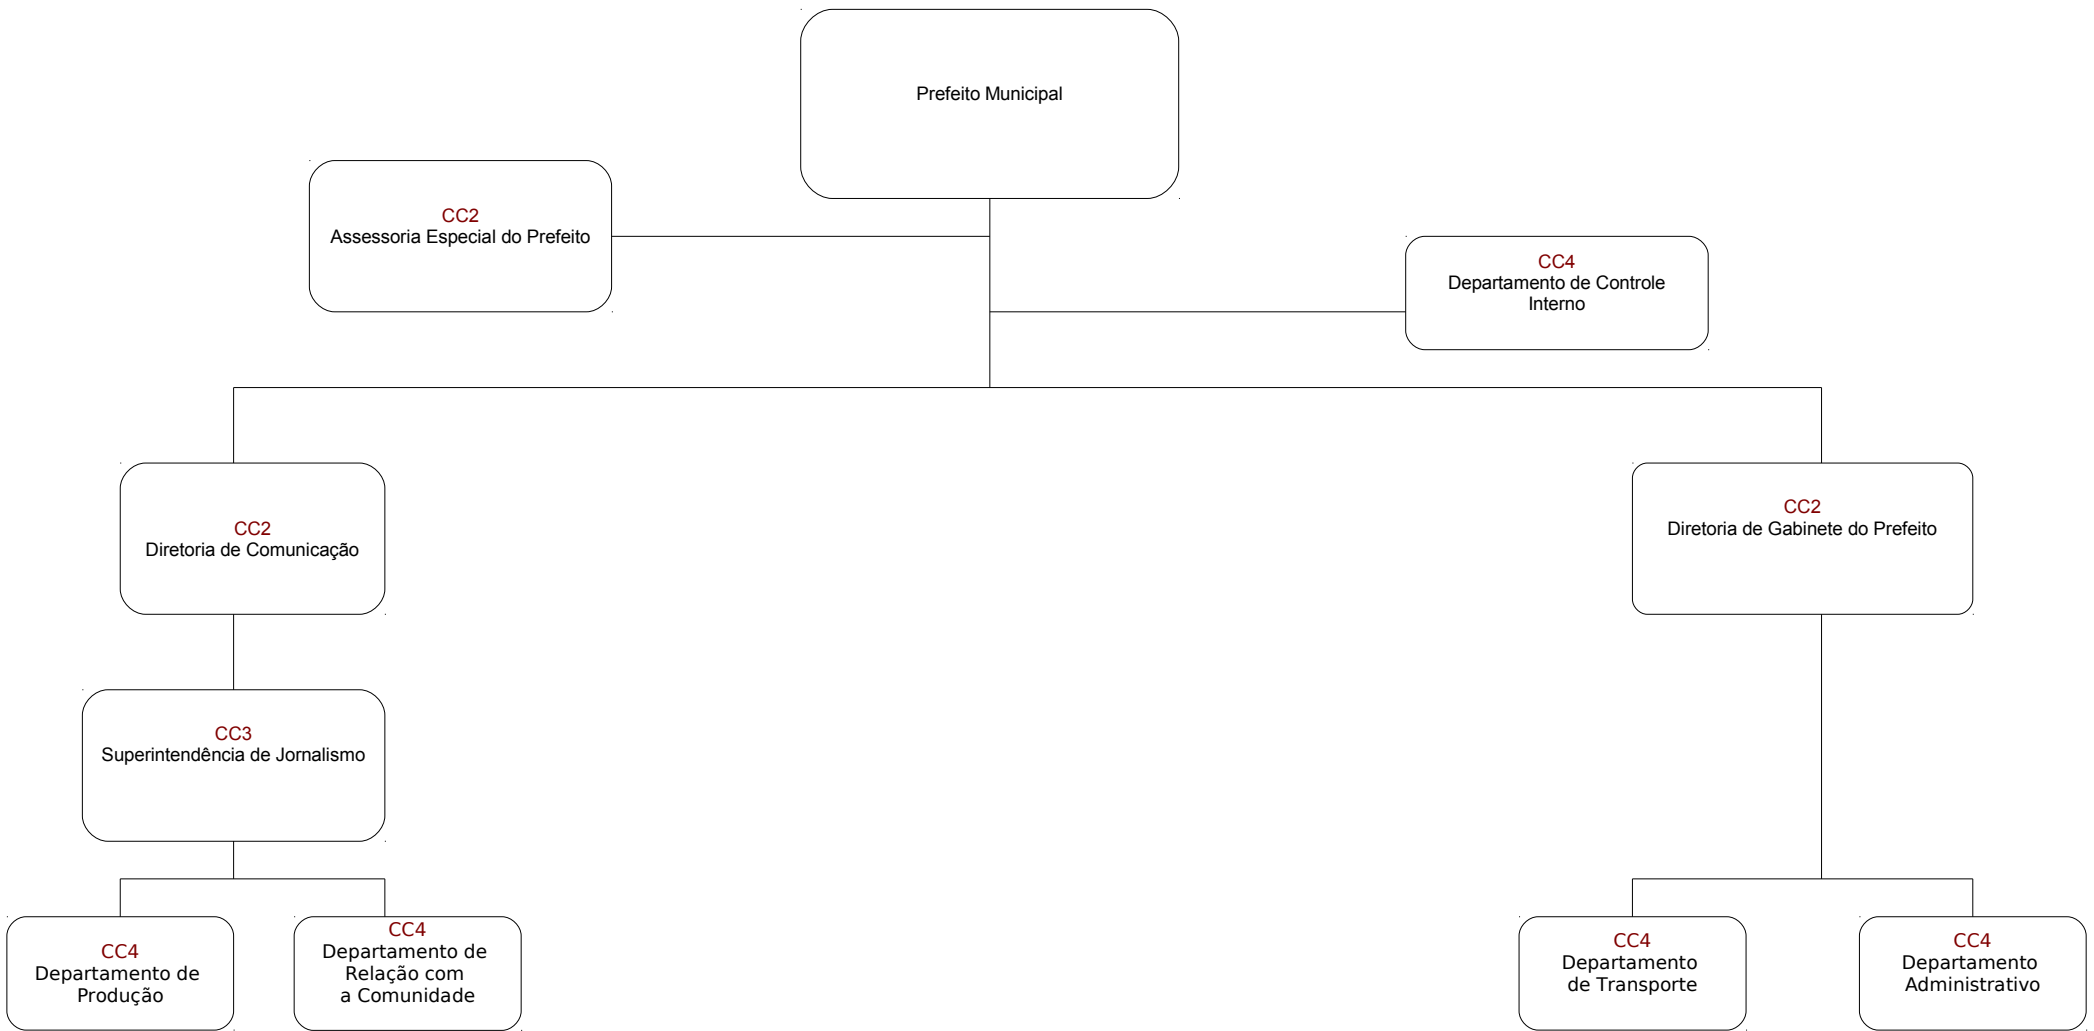 Prefeito Municipal
CC2
Assessoria Especial do Prefeito
CC4
Departamento de Controle
Interno
CC2
Diretoria de Comunicação
CC2
Diretoria de Gabinete do Prefeito
CC3
Superintendência de Jornalismo
CC4
Departamento de
Produção
CC4
Departamento de
Relação com
a Comunidade
CC4
Departamento
de Transporte
CC4
Departamento
Administrativo